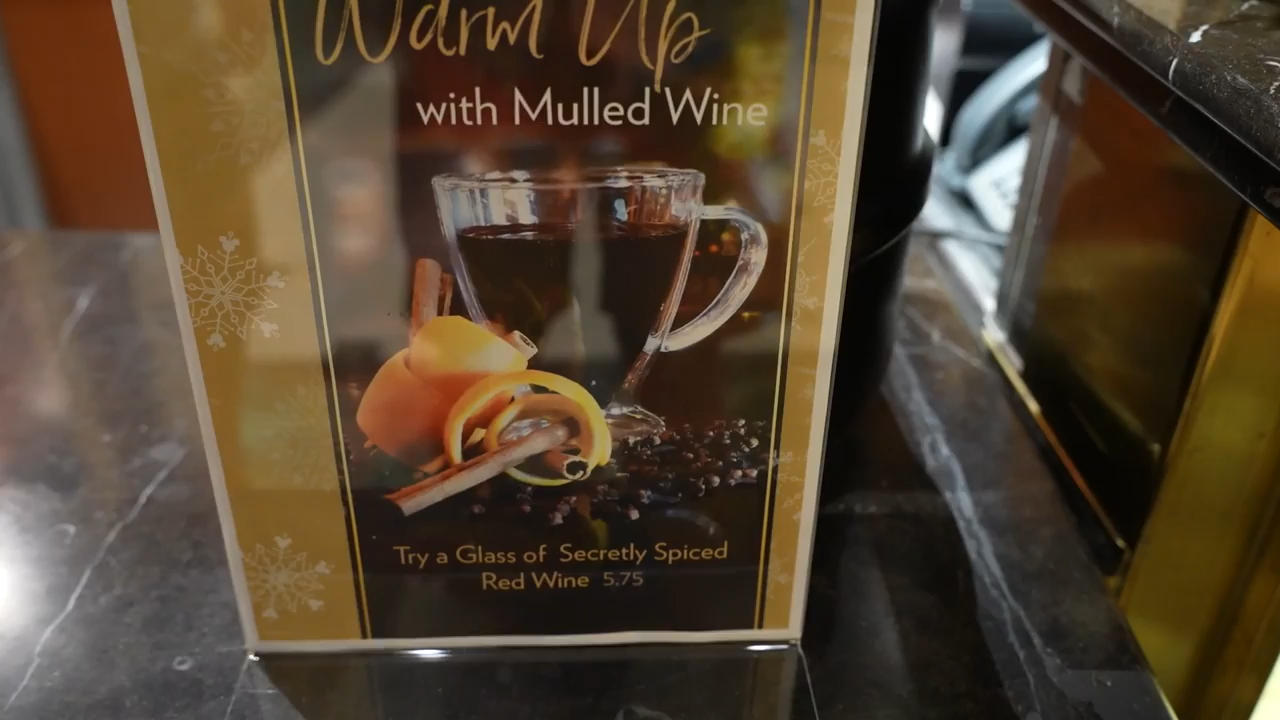 Warm Up
with Mulled Wine
Try a Glass of Secretly Spiced
Red Wine 5.75